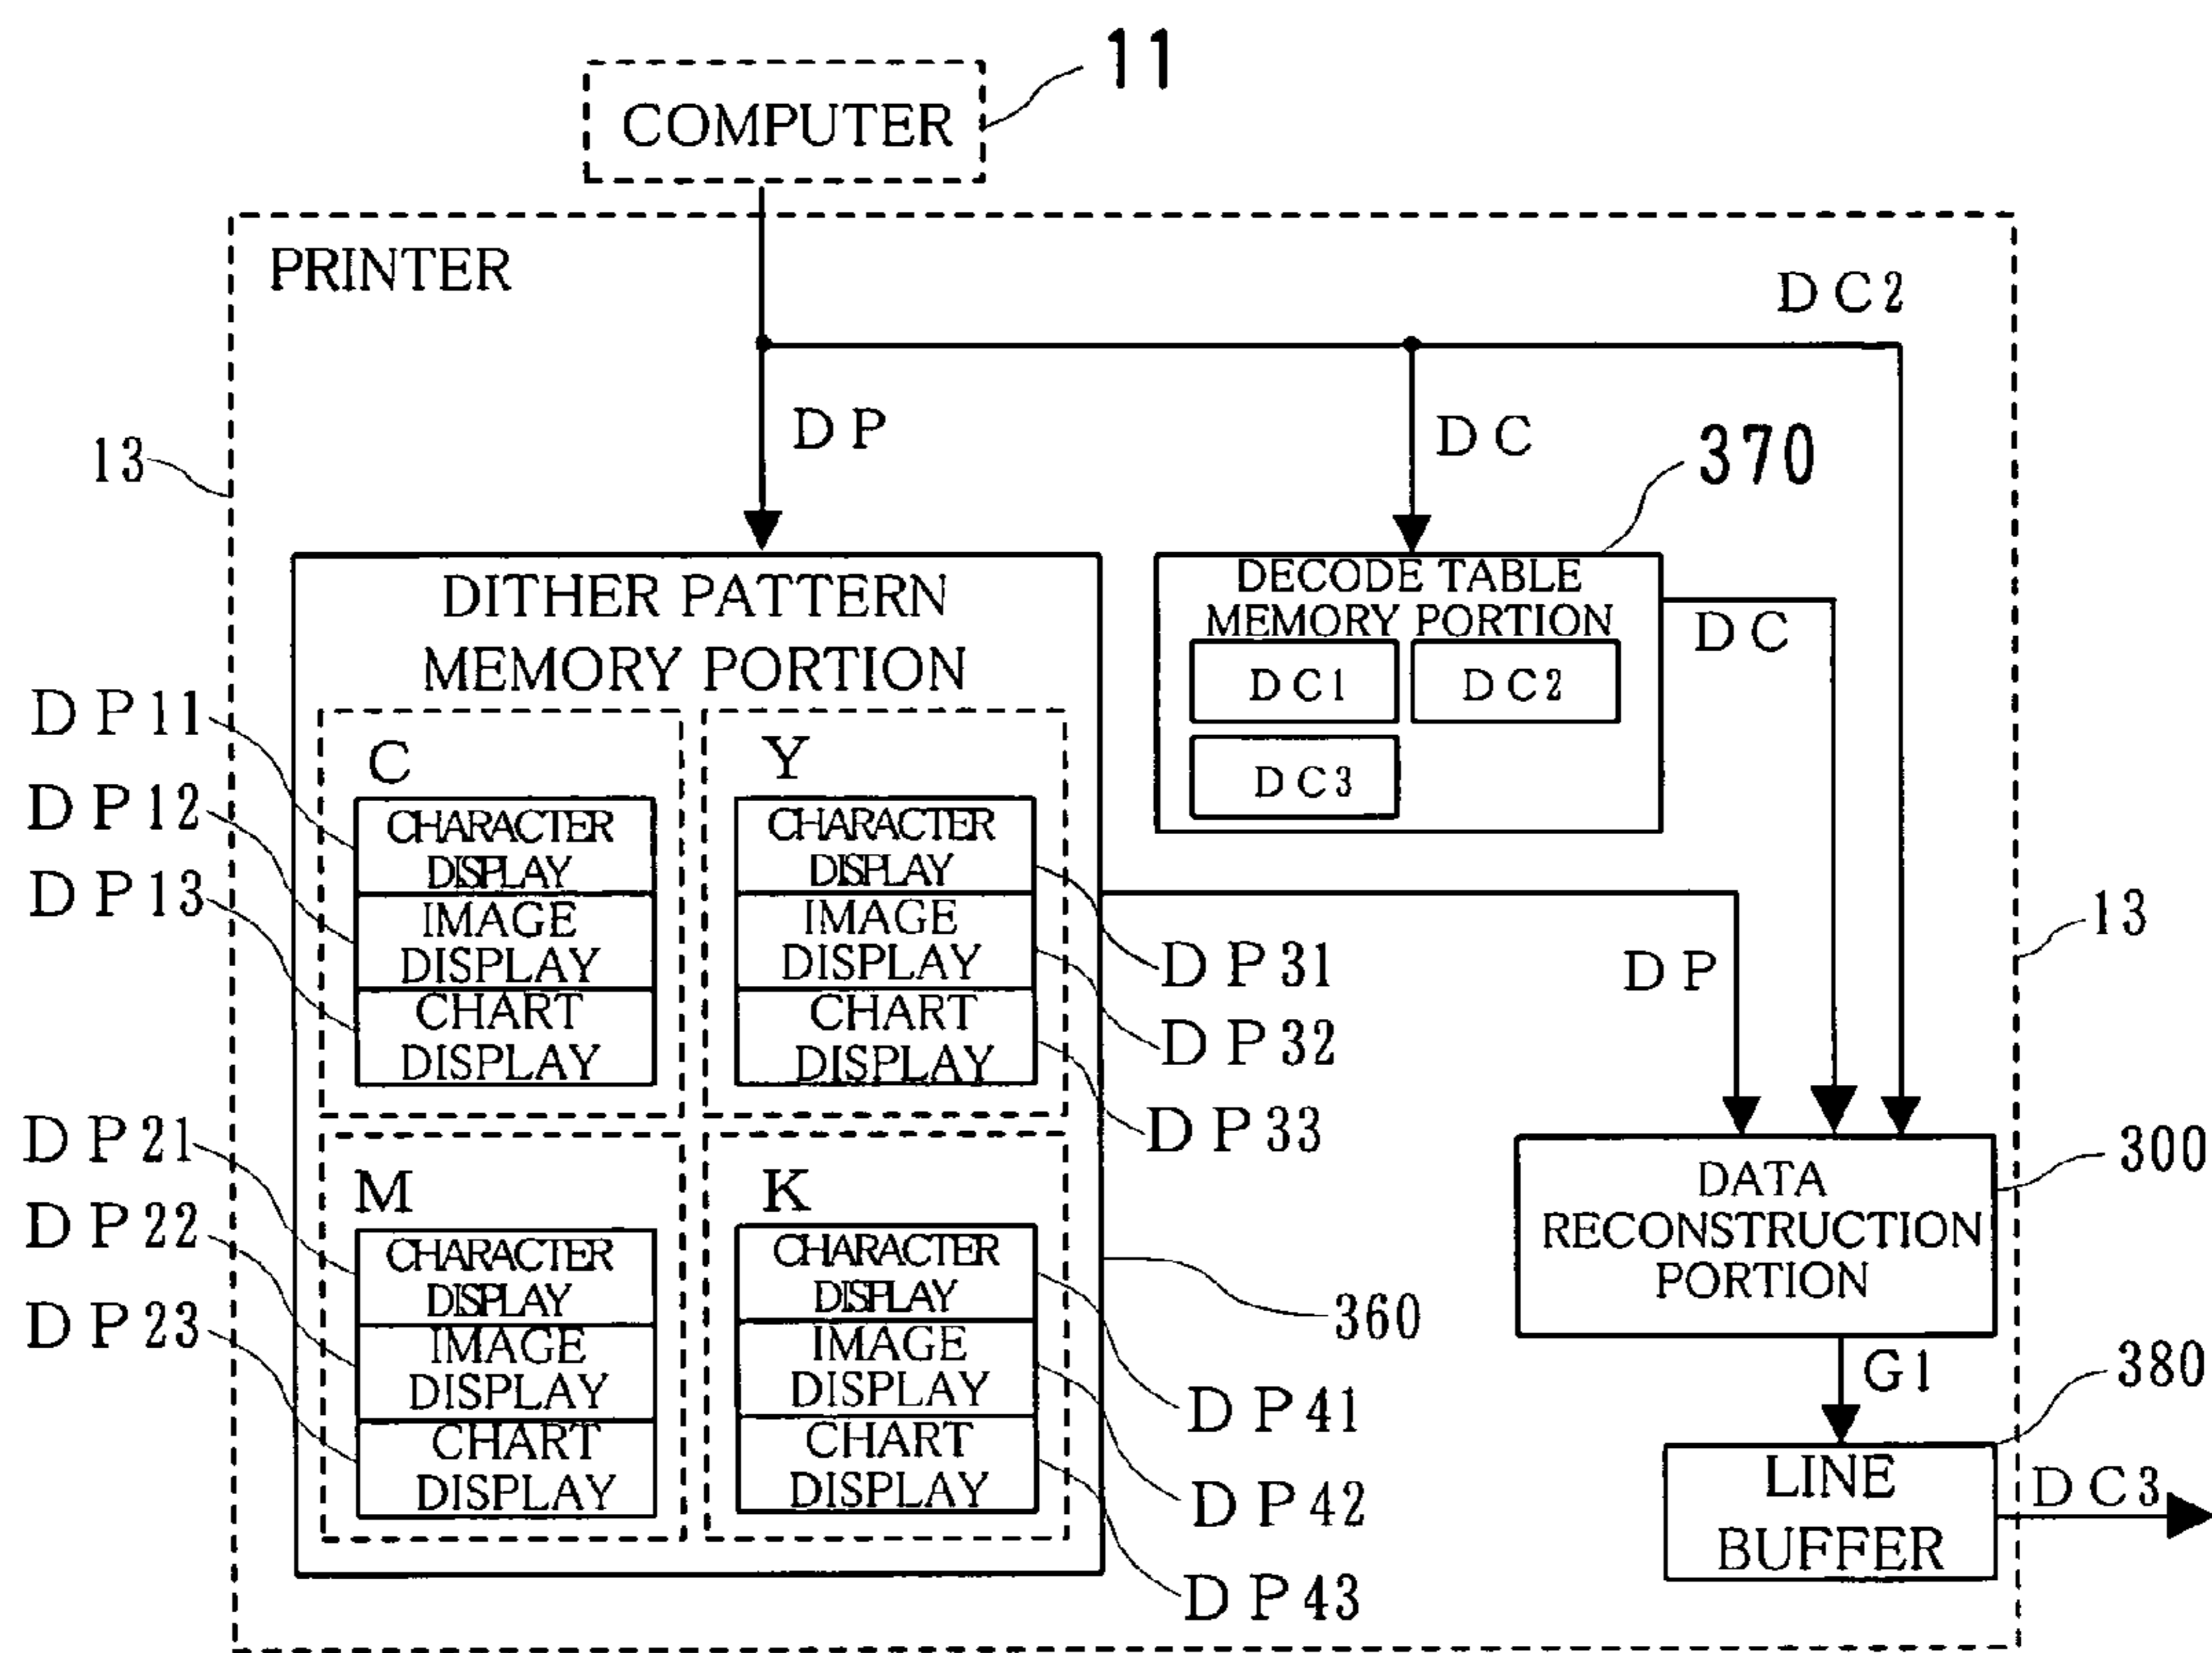 11
COMPUTER
PRINTER
DC2
DP
DC
370
13
DITHER PATTERN
MEMORY PORTION
DECODE TABLE
MEMORY PORTION
DC1
DC2
DC3
DC
DP11
DP12
DP13
C
CHARACTER
DISPLAY
IMAGE
DISPLAY
CHART
DISPLAY
Y
CHARACTER
DISPLAY
IMAGE
DISPLAY
CHART
DISPLAY
DP31
DP32
DP33
DP
13
DP21
DP22
DP23
M
CHARACTER
DISPLAY
IMAGE
DISPLAY
CHART
DISPLAY
K
CHARACTER
DISPLAY
IMAGE
DISPLAY
CHART
DISPLAY
360
DP41
DP42
DP43
300
DATA
RECONSTRUCTION
PORTION
G1
380
LINE
BUFFER
DC3